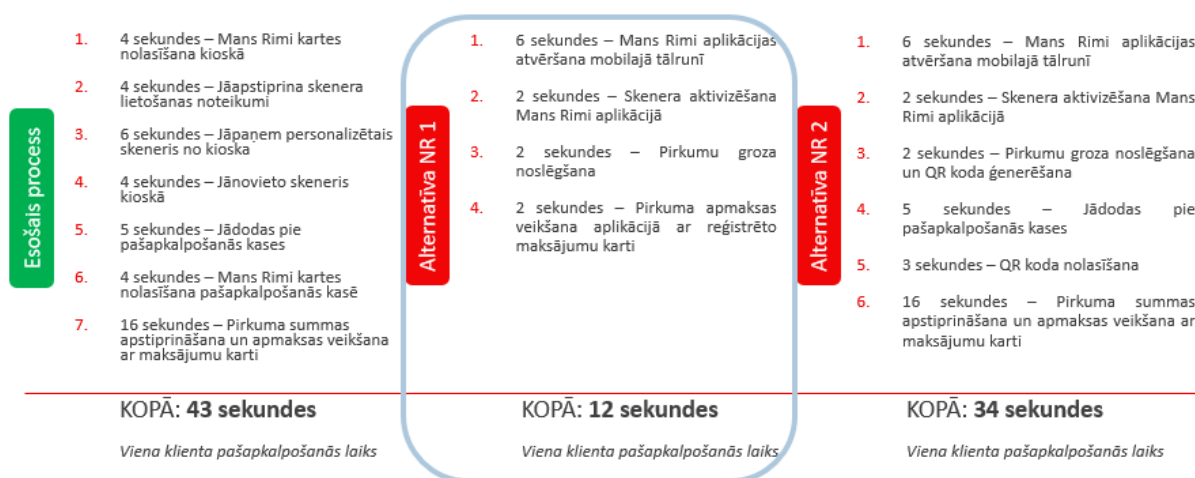 Esošais process
1. 4 sekundes – Mans Rimi kartes
nolasīšana kioskā
2. 4 sekundes – Jāapstiprina skenera
lietošanas noteikumi
3. 6 sekundes – Jāpaņem personalizētais
skeneris no kioska
4. 4 sekundes – Jānovieto skeneris
kioskā
5. 5 sekundes – Jādodas pie
pašapkalpošanās kases
6. 4 sekundes – Mans Rimi kartes
nolasīšana pašapkalpošanās kasē
7. 16 sekundes – Pirkuma summas
apstiprināšana un apmaksas veikšana
ar maksājumu karti
KOPĀ: 43 sekundes
Viena klienta pašapkalpošanās laiks
Alternatīva NR 1
1. 6 sekundes – Mans Rimi aplikācijas
atvēršana mobilajā tālrunī
2. 2 sekundes – Skenera aktivizēšana
Mans Rimi aplikācijā
3. 2 sekundes – Pirkumu groza
noslēgšana
4. 2 sekundes – Pirkuma apmaksas
veikšana aplikācijā ar reģistrēto
maksājumu karti
KOPĀ: 12 sekundes
Viena klienta pašapkalpošanās laiks
Alternatīva NR 2
1. 6 sekundes – Mans Rimi aplikācijas
atvēršana mobilajā tālrunī
2. 2 sekundes – Skenera aktivizēšana Mans
Rimi aplikācijā
3. 2 sekundes – Pirkumu groza noslēgšana
un QR koda ģenerēšana
4. 5 sekundes – Jādodas pie
pašapkalpošanās kases
5. 3 sekundes – QR koda nolasīšana
6. 16 sekundes – Pirkuma summas
apstiprināšana un apmaksas veikšana ar
maksājumu karti
KOPĀ: 34 sekundes
Viena klienta pašapkalpošanās laiks